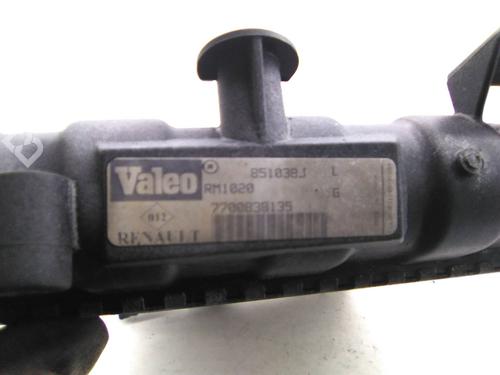 Valeo ® 851038J L
RM1020 G
7700838135
012
RENAULT